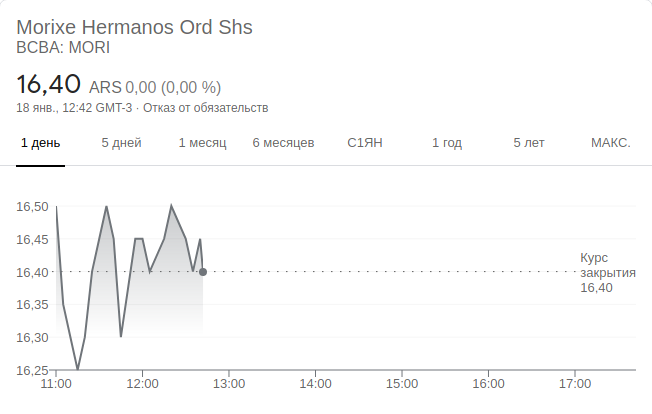 Morixe Hermanos Ord Shs
BCBA: MORI
16,40 ARS 0,00 (0,00 %)
18 янв., 12:42 GMT-3 · Отказ от обязательств
1 день 5 дней 1 месяц 6 месяцев С1ЯН 1 год 5 лет МАКС.
16,50
16,45
16,40
16,35
16,30
16,25
Курс
закрытия
16,40
11:00 12:00 13:00 14:00 15:00 16:00 17:00